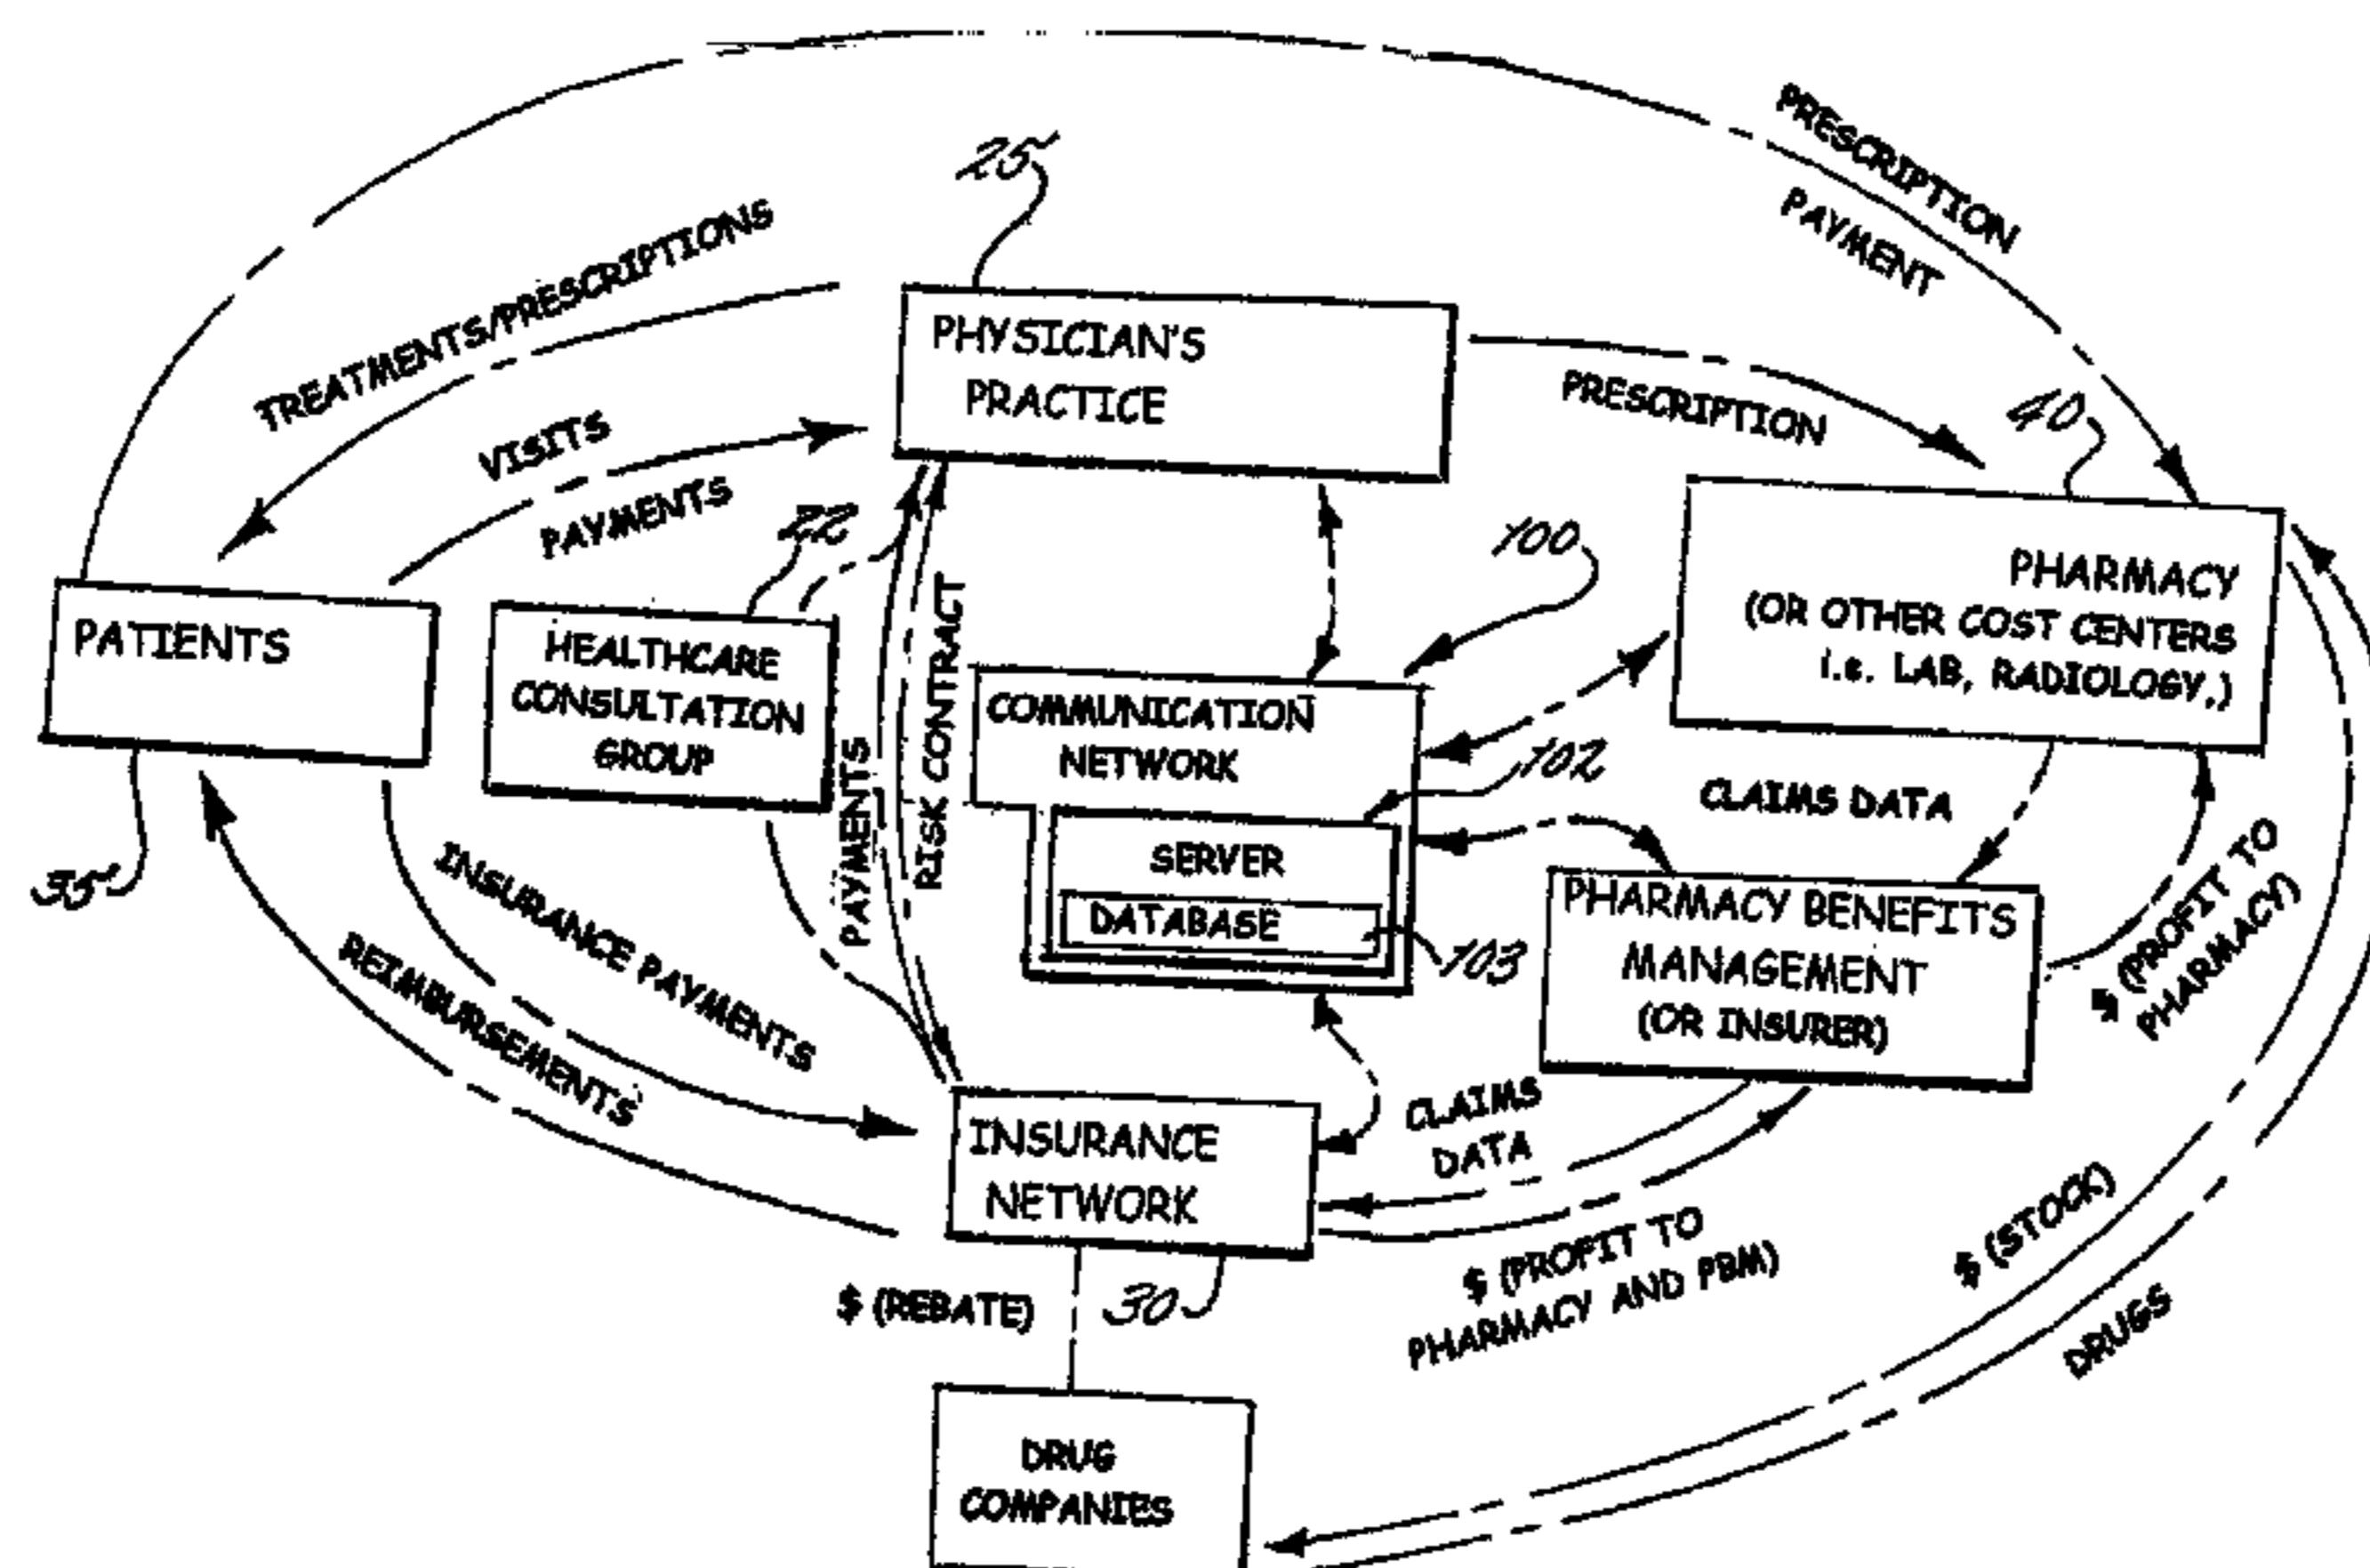 PRESCRIPTION
PAYMENT
25
TREATMENTS/PRESCRIPTIONS
PHYSICIAN'S
PRACTICE
VISITS
PAYMENTS
PRESCRIPTION
40
22
100
PATIENTS
HEALTHCARE
CONSULTATION
GROUP
PAYMENTS
RISK CONTRACT
COMMUNICATION
NETWORK
102
SERVER
DATABASE
103
PHARMACY
(OR OTHER COST CENTERS
i.e. LAB, RADIOLOGY,)
CLAIMS DATA
35
INSURANCE PAYMENTS
REIMBURSEMENTS
PHARMACY BENEFITS
MANAGEMENT
(OR INSURER)
$ (PROFIT TO
PHARMACY)
INSURANCE
NETWORK
CLAIMS
DATA
$ (REBATE)
30
$ (PROFIT TO
PHARMACY AND PBM)
$ (STOCK)
DRUGS
DRUG
COMPANIES